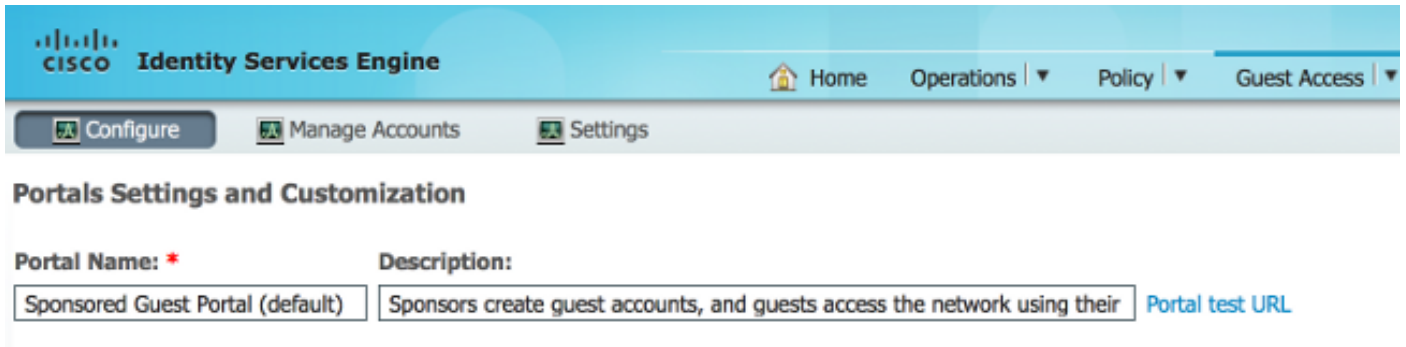 CISCO Identity Services Engine
Home Operations ▼ Policy ▼ Guest Access ▼
Configure Manage Accounts Settings
Portals Settings and Customization
Portal Name: * Description:
Sponsored Guest Portal (default) Sponsors create guest accounts, and guests access the network using their Portal test URL